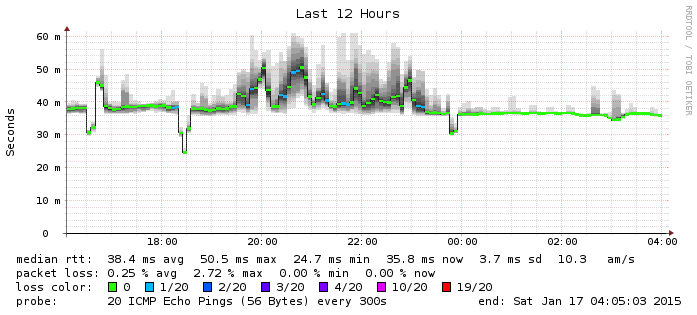 Last 12 Hours
RRDTOOL / TOBI OETIKER
Seconds
60 m
50 m
40 m
30 m
20 m
10 m
0
18:00 20:00 22:00 00:00 02:00 04:00
median rtt: 38.4 ms avg 50.5 ms max 24.7 ms min 35.8 ms now 3.7 ms sd 10.3 am/s
packet loss: 0.25 % avg 2.72 % max 0.00 % min 0.00 % now
loss color: 0 1/20 2/20 3/20 4/20 10/20 19/20
probe: 20 ICMP Echo Pings (56 Bytes) every 300s end: Sat Jan 17 04:05:03 2015